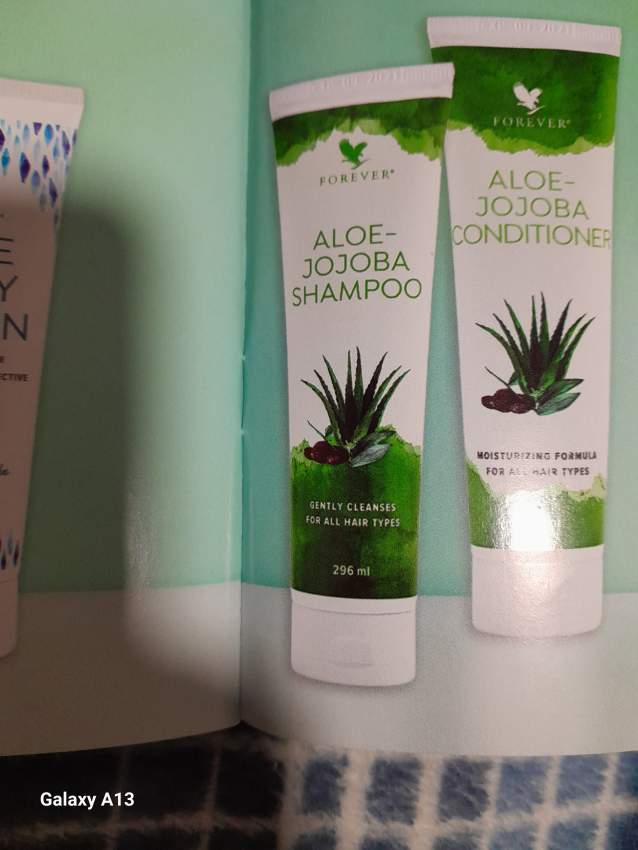 E
Y
N
R
ECTIVE
FOREVER®
ALOE-
JOJOBA
SHAMPOO
GENTLY CLEANSES
FOR ALL HAIR TYPES
296 ml
FOREVER®
ALOE-
JOJOBA
CONDITIONER
MOISTURIZING FORMULA
FOR ALL HAIR TYPES
Galaxy A13